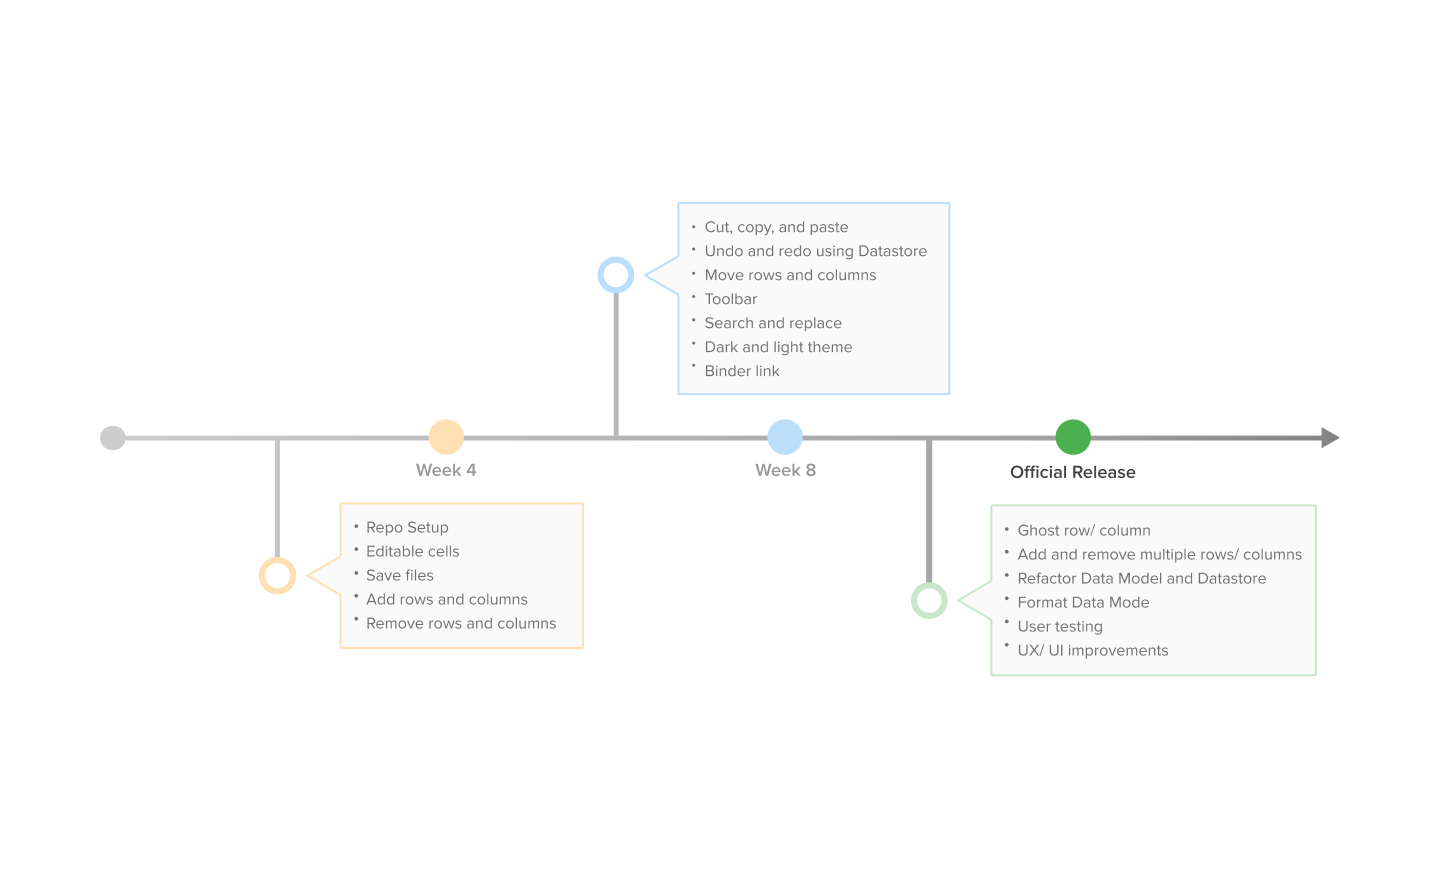 • Cut, copy, and paste
• Undo and redo using Datastore
• Move rows and columns
• Toolbar
• Search and replace
• Dark and light theme
• Binder link
Week 4
Week 8
Official Release
• Repo Setup
• Editable cells
• Save files
• Add rows and columns
• Remove rows and columns
• Ghost row/ column
• Add and remove multiple rows/ columns
• Refactor Data Model and Datastore
• Format Data Mode
• User testing
• UX/ UI improvements